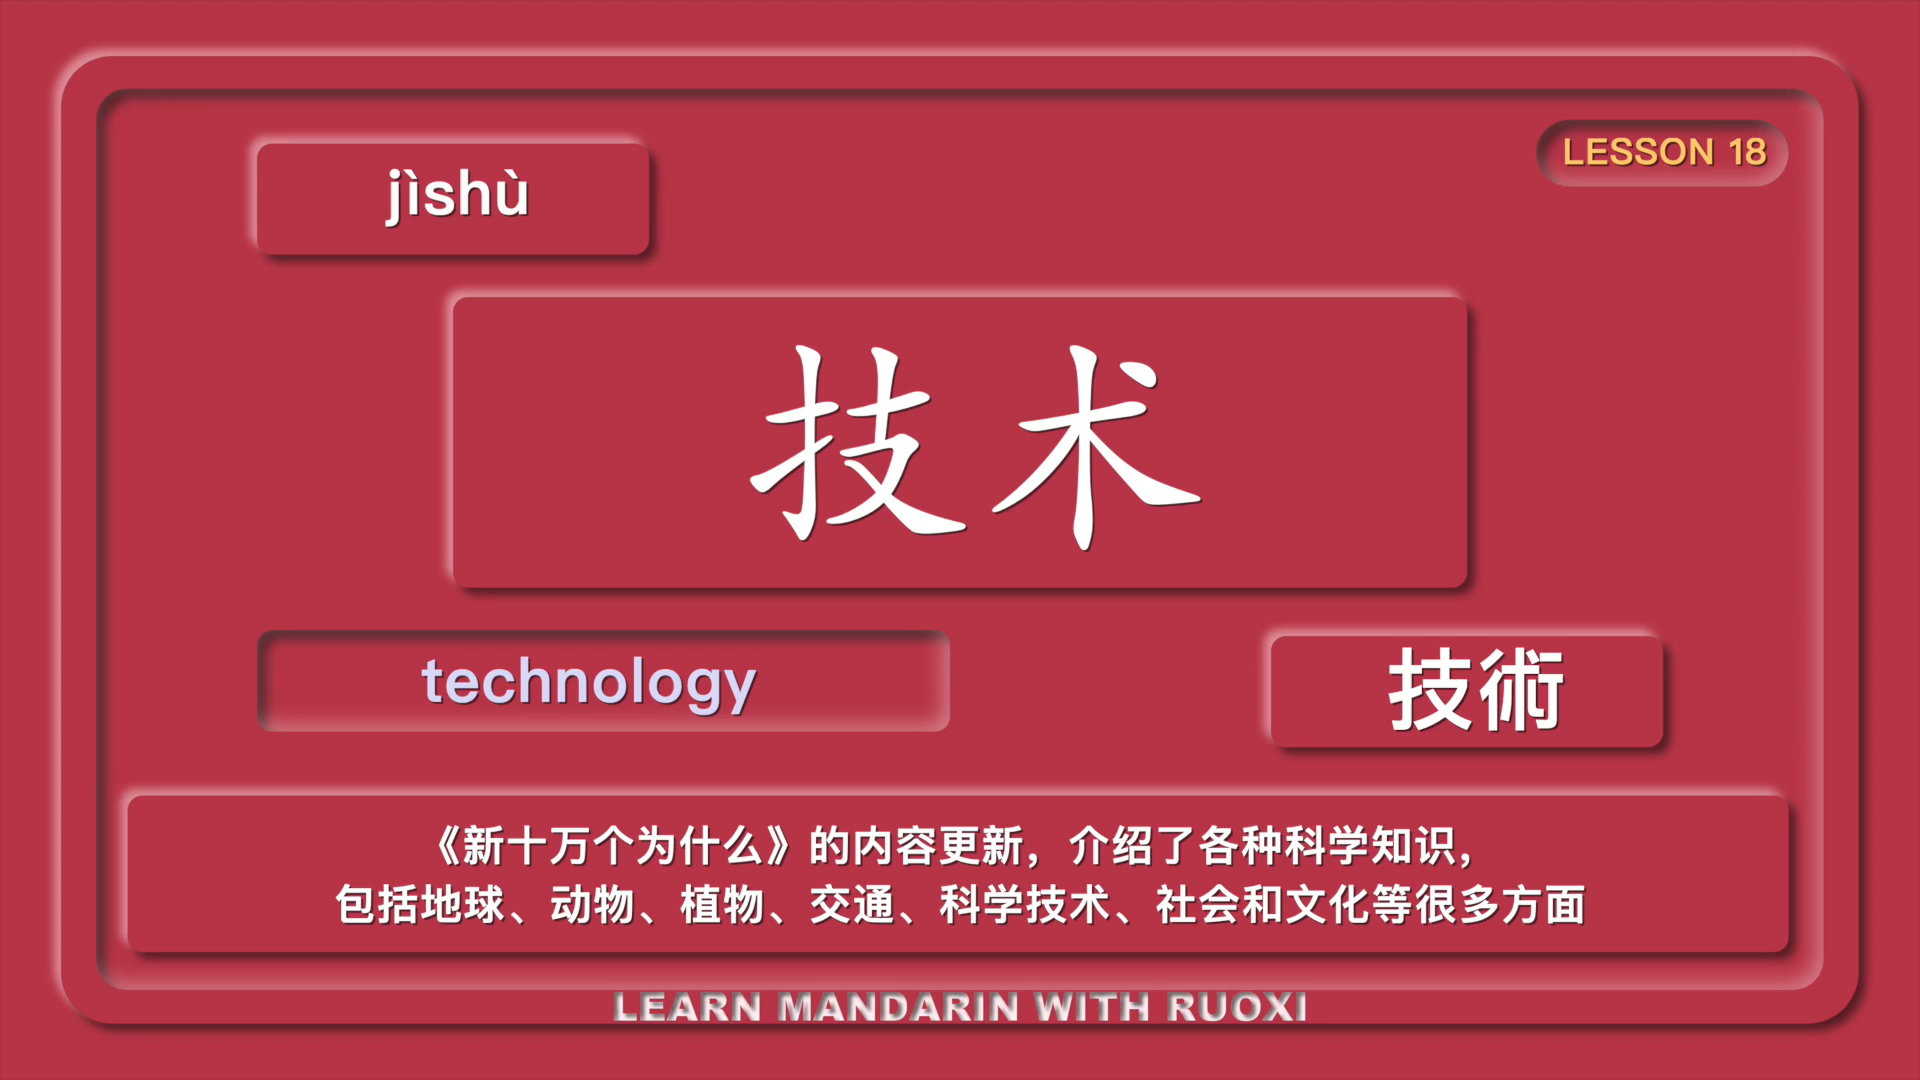 jìshù
LESSON 18
技术
technology
技術
《新十万个为什么》的内容更新，介绍了各种科学知识，
包括地球、动物、植物、交通、科学技术、社会和文化等很多方面
LEARN MANDARIN WITH RUOXI